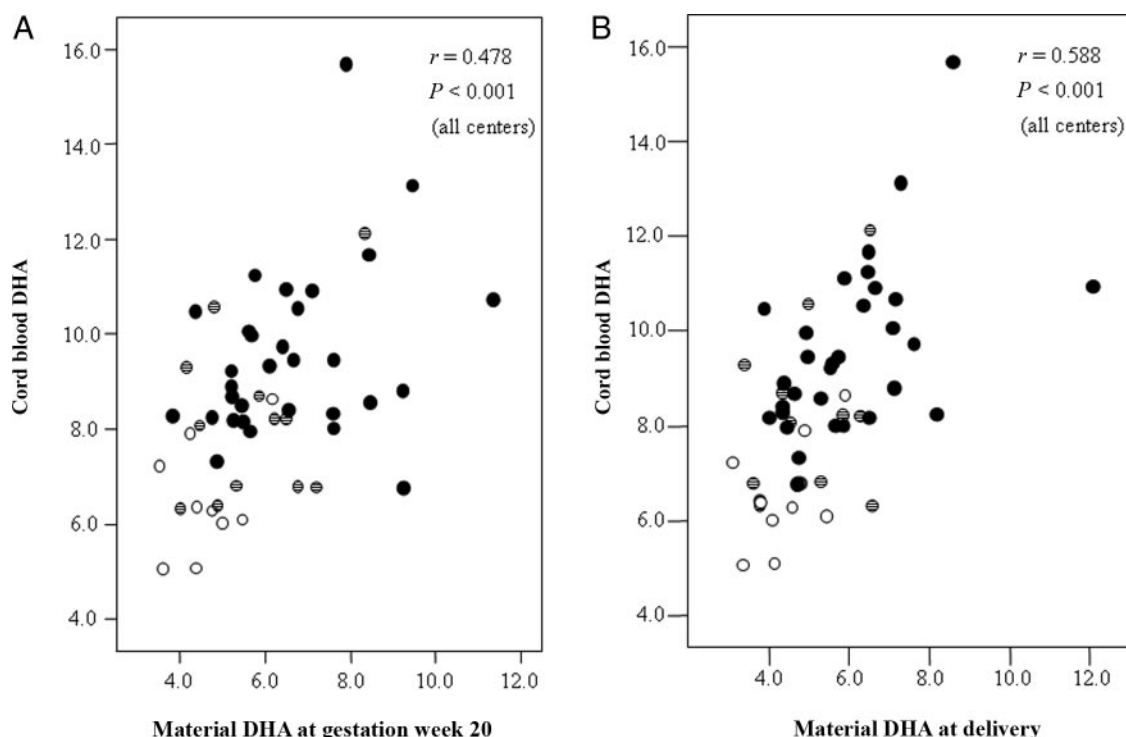 A
r = 0.478
P < 0.001
(all centers)
16.0
14.0
12.0
10.0
8.0
6.0
4.0
Cord blood DHA
4.0 6.0 8.0 10.0 12.0
Material DHA at gestation week 20
B
r = 0.588
P < 0.001
(all centers)
16.0
14.0
12.0
10.0
8.0
6.0
4.0
Cord blood DHA
4.0 6.0 8.0 10.0 12.0
Material DHA at delivery